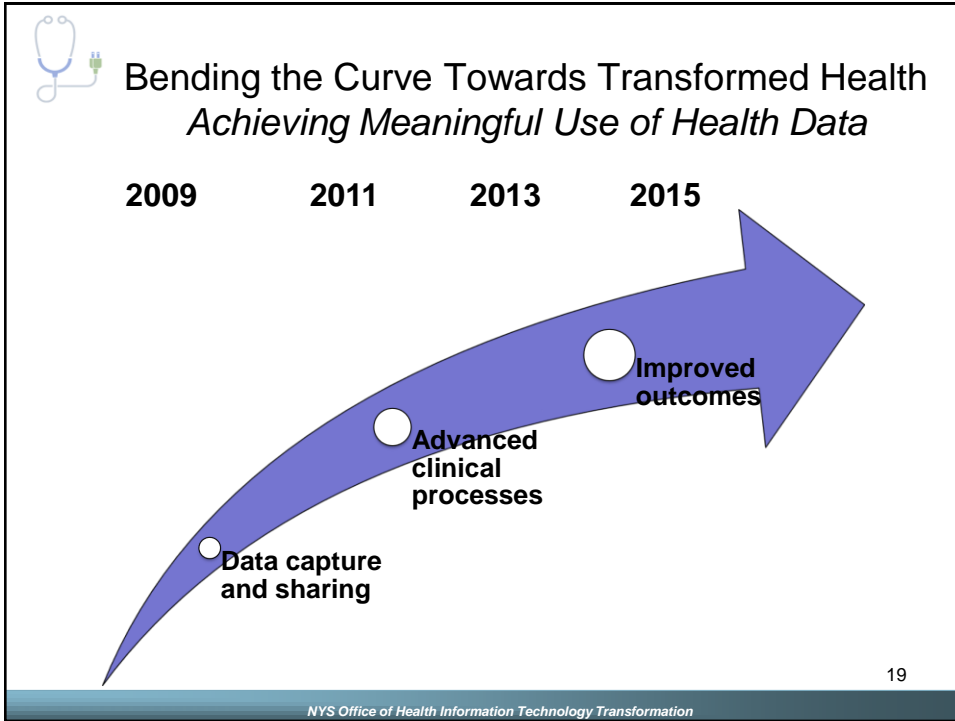 Bending the Curve Towards Transformed Health
Achieving Meaningful Use of Health Data
2009 2011 2013 2015
Improved
outcomes
Advanced
clinical
processes
Data capture
and sharing
19
NYS Office of Health Information Technology Transformation